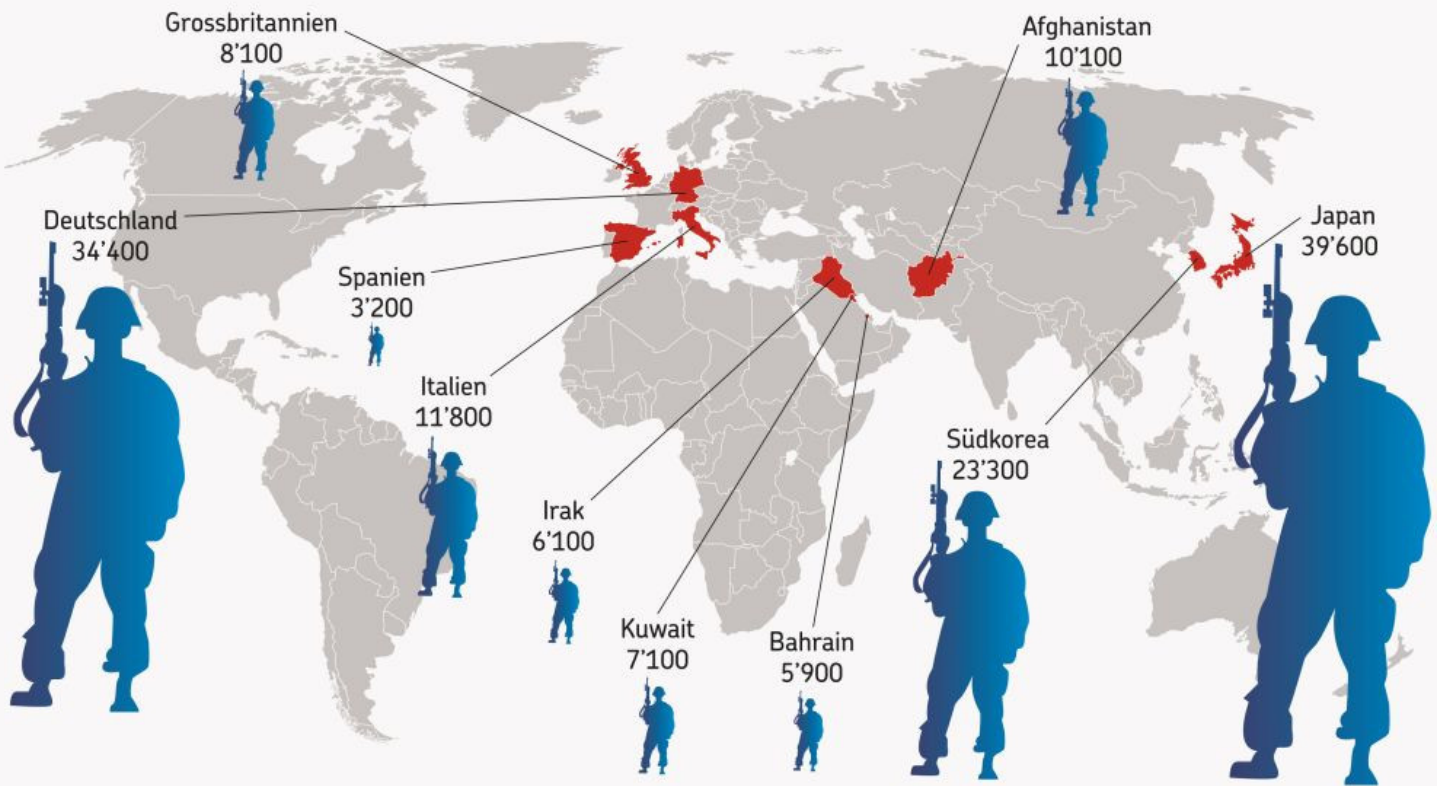 Grossbritannien
8'100
Afghanistan
10'100
Deutschland
34'400
Japan
39'600
Spanien
3'200
Italien
11'800
Südkorea
23'300
Irak
6'100
Kuwait
7'100
Bahrain
5'900